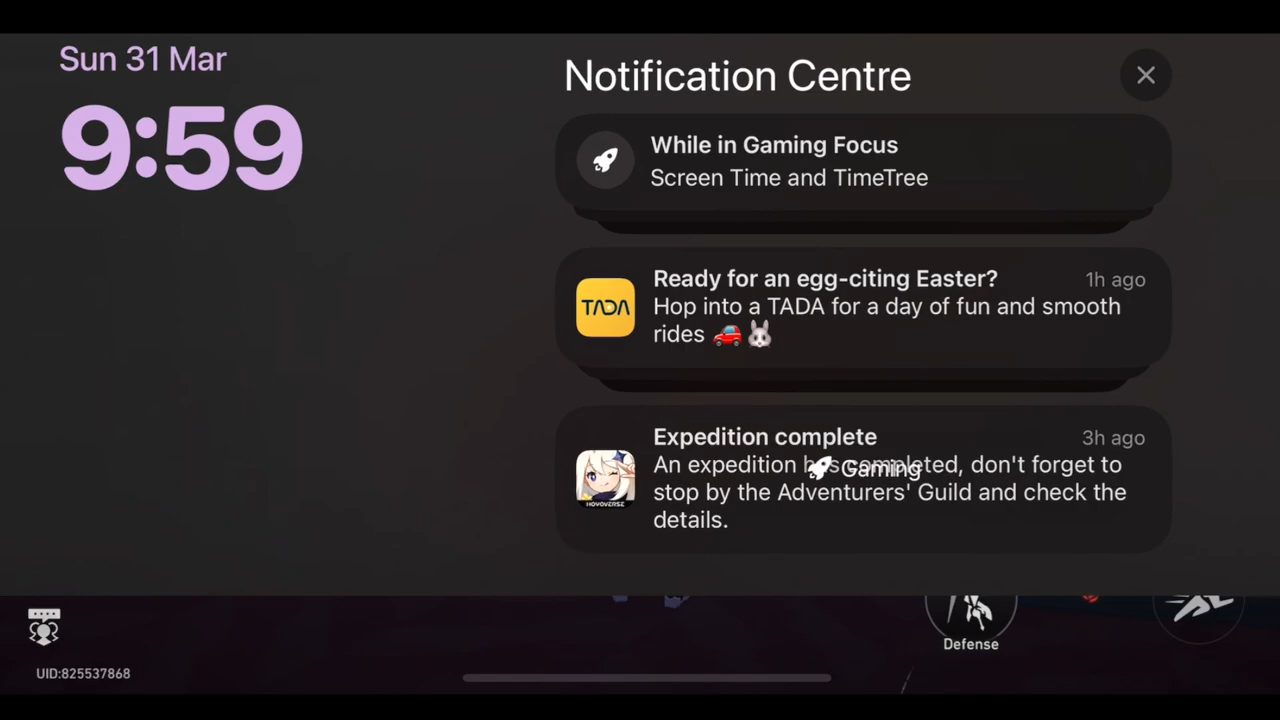 Sun 31 Mar
9:59
Notification Centre
While in Gaming Focus
Screen Time and TimeTree
TADA
Ready for an egg-citing Easter?
1h ago
Hop into a TADA for a day of fun and smooth
rides 🚗🐰
Expedition complete
3h ago
An expedition has completed, don't forget to
Gaming
stop by the Adventurers' Guild and check the
details.
HOYOVERSE
Defense
UID:825537868